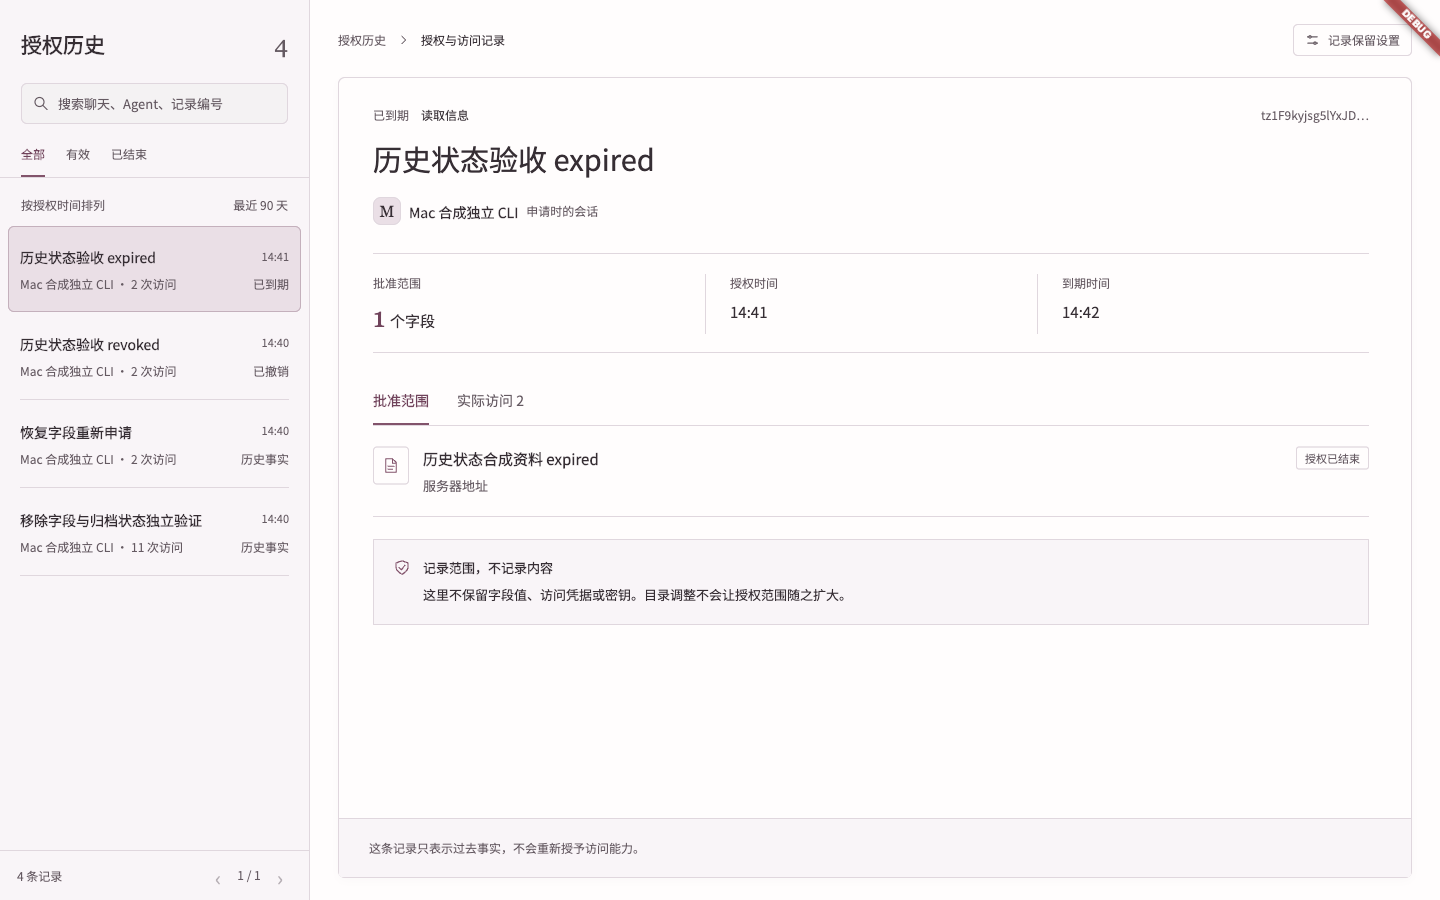 授权历史
4
搜索聊天、Agent、记录编号
全部 有效 已结束
按授权时间排列 最近 90 天
历史状态验收 expired 14:41
Mac 合成独立 CLI · 2 次访问 已到期
历史状态验收 revoked 14:40
Mac 合成独立 CLI · 2 次访问 已撤销
恢复字段重新申请 14:40
Mac 合成独立 CLI · 2 次访问 历史事实
移除字段与归档状态独立验证 14:40
Mac 合成独立 CLI · 11 次访问 历史事实
4 条记录 ‹ 1 / 1 ›
授权历史 > 授权与访问记录
记录保留设置
DEBUG
已到期 读取信息 tz1F9kyjsg5lYxJD…
历史状态验收 expired
M Mac 合成独立 CLI 申请时的会话
批准范围 授权时间 到期时间
1 个字段 14:41 14:42
批准范围 实际访问 2
历史状态合成资料 expired 授权已结束
服务器地址
记录范围，不记录内容
这里不保留字段值、访问凭据或密钥。目录调整不会让授权范围随之扩大。
这条记录只表示过去事实，不会重新授予访问能力。